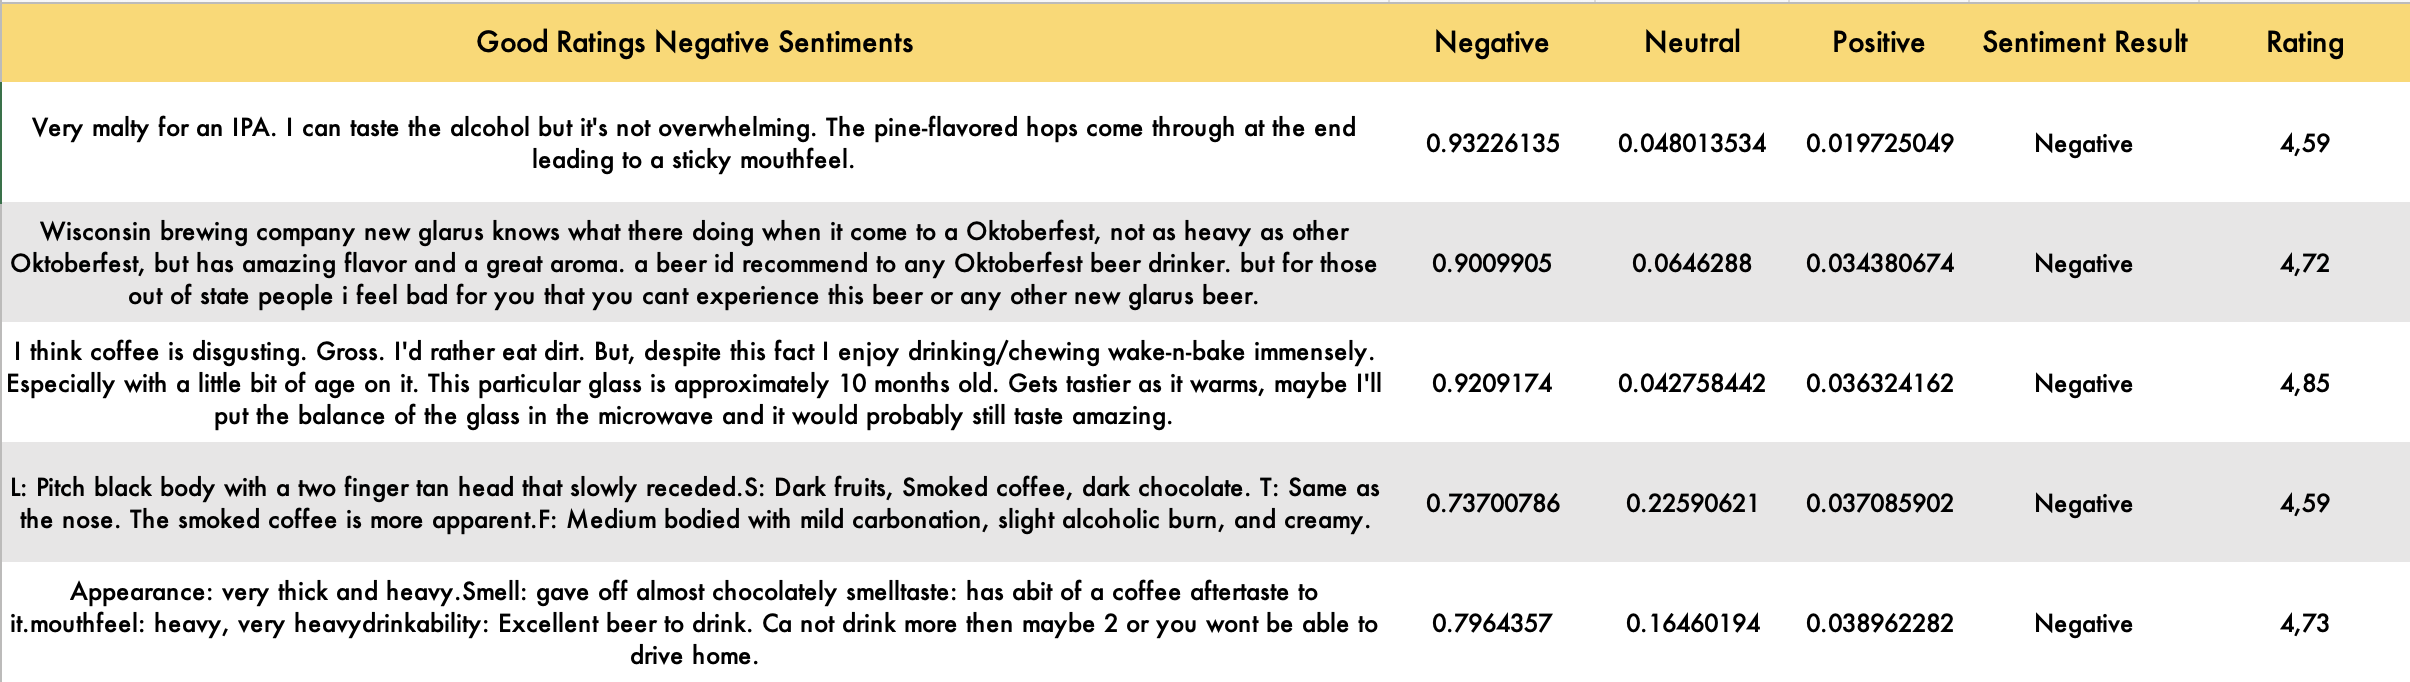 Good Ratings Negative Sentiments Negative Neutral Positive Sentiment Result Rating
Very malty for an IPA. I can taste the alcohol but it's not overwhelming. The pine-flavored hops come through at the end
leading to a sticky mouthfeel.
0.93226135 0.048013534 0.019725049 Negative 4,59
Wisconsin brewing company new glarus knows what there doing when it come to a Oktoberfest, not as heavy as other
Oktoberfest, but has amazing flavor and a great aroma. a beer id recommend to any Oktoberfest beer drinker. but for those
out of state people i feel bad for you that you cant experience this beer or any other new glarus beer.
0.9009905 0.0646288 0.034380674 Negative 4,72
I think coffee is disgusting. Gross. I'd rather eat dirt. But, despite this fact I enjoy drinking/chewing wake-n-bake immensely.
Especially with a little bit of age on it. This particular glass is approximately 10 months old. Gets tastier as it warms, maybe I'll
put the balance of the glass in the microwave and it would probably still taste amazing.
0.9209174 0.042758442 0.036324162 Negative 4,85
L: Pitch black body with a two finger tan head that slowly receded.S: Dark fruits, Smoked coffee, dark chocolate. T: Same as
the nose. The smoked coffee is more apparent.F: Medium bodied with mild carbonation, slight alcoholic burn, and creamy.
0.73700786 0.22590621 0.037085902 Negative 4,59
Appearance: very thick and heavy.Smell: gave off almost chocolately smelltaste: has abit of a coffee aftertaste to
it.mouthfeel: heavy, very heavydrinkability: Excellent beer to drink. Ca not drink more then maybe 2 or you wont be able to
drive home.
0.7964357 0.16460194 0.038962282 Negative 4,73